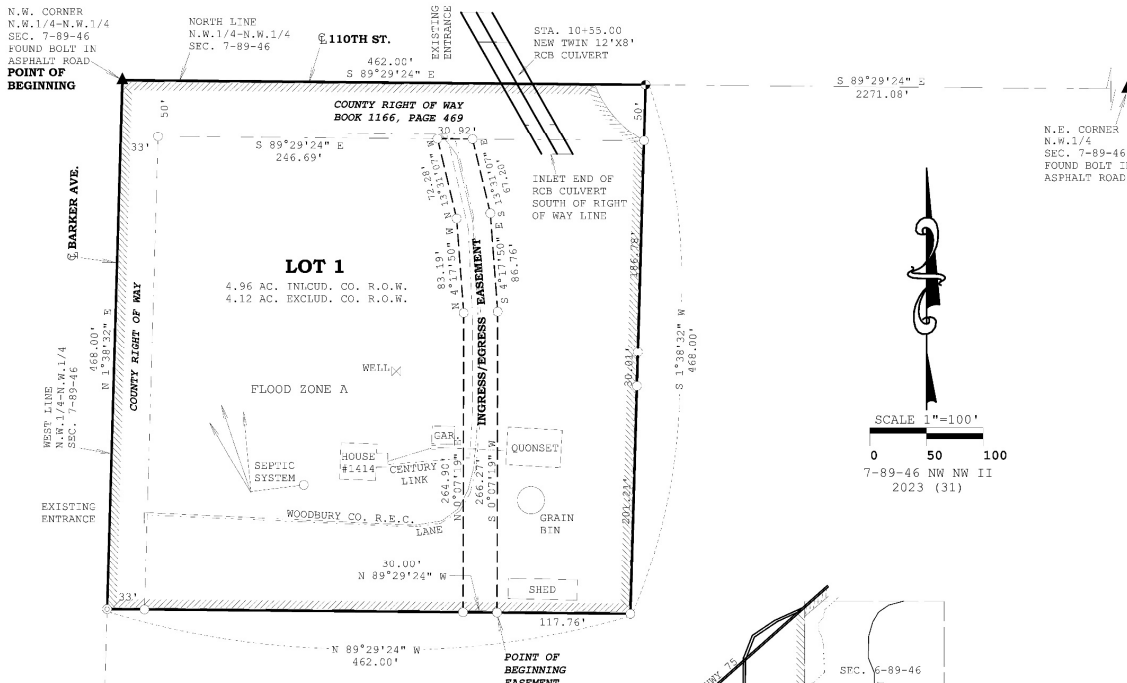 N.W. CORNER
N.W.1/4-N.W.1/4
SEC. 7-89-46
FOUND BOLT IN
ASPHALT ROAD
POINT OF
BEGINNING
NORTH LINE
N.W.1/4-N.W.1/4
SEC. 7-89-46
℄ 110TH ST.
462.00'
S 89°29'24" E
EXISTING
ENTRANCE
STA. 10+55.00
NEW TWIN 12'X8'
RCB CULVERT
S 89°29'24" E
2271.08'
N.E. CORNER
N.W.1/4
SEC. 7-89-46
FOUND BOLT IN
ASPHALT ROAD
COUNTY RIGHT OF WAY
BOOK 1166, PAGE 469
50'
50'
33'
S 89°29'24" E
246.69'
30.92'
72.28'
N 13°31'07" W
S 13°31'07" E
67.20'
INLET END OF
RCB CULVERT
SOUTH OF RIGHT
OF WAY LINE
℄ BARKER AVE.
LOT 1
4.96 AC. INLCUD. CO. R.O.W.
4.12 AC. EXCLUD. CO. R.O.W.
83.19'
N 4°17'50" W
S 4°17'50" E
86.76'
INGRESS/EGRESS EASEMENT
186.78'
COUNTY RIGHT OF WAY
468.00'
N 1°38'32" E
S 1°38'32" W
468.00'
WEST LINE
N.W.1/4-N.W.1/4
SEC. 7-89-46
30.01'
WELL
FLOOD ZONE A
SCALE 1"=100'
0 50 100
7-89-46 NW NW II
2023 (31)
GAR.
QUONSET
HOUSE
#1414
CENTURY
LINK
SEPTIC
SYSTEM
264.90'
N 0°07'19" E
266.27'
S 0°07'19" W
201.21'
EXISTING
ENTRANCE
WOODBURY CO. R.E.C.
LANE
GRAIN
BIN
30.00'
N 89°29'24" W
SHED
33'
117.76'
N 89°29'24" W
462.00'
POINT OF
BEGINNING
EASEMENT
HWY 75
SEC. 6-89-46